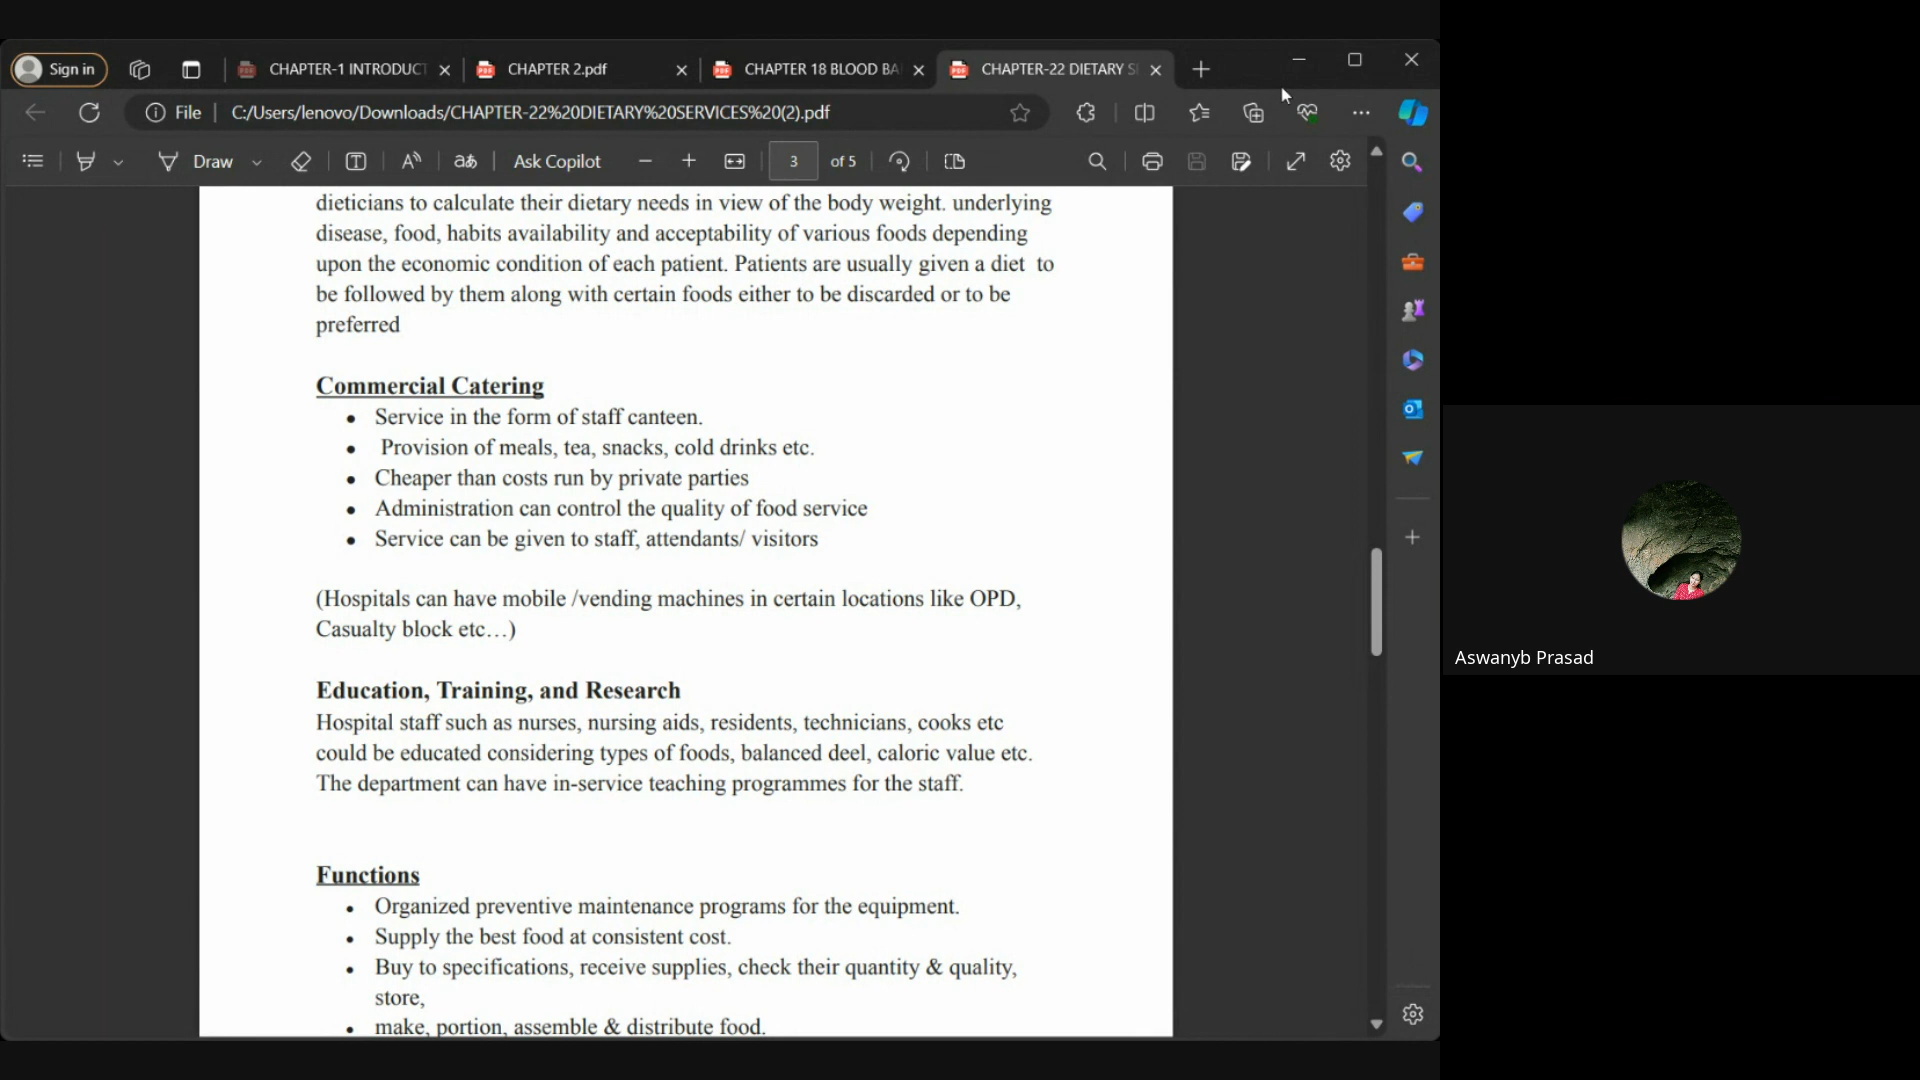 Sign in
CHAPTER-1 INTRODUCT
CHAPTER 2.pdf
CHAPTER 18 BLOOD BA
CHAPTER-22 DIETARY S
File
C:/Users/lenovo/Downloads/CHAPTER-22%20DIETARY%20SERVICES%20(2).pdf
Draw
Ask Copilot
3
of 5
dieticians to calculate their dietary needs in view of the body weight. underlying
disease, food, habits availability and acceptability of various foods depending
upon the economic condition of each patient. Patients are usually given a diet to
be followed by them along with certain foods either to be discarded or to be
preferred
Commercial Catering
• Service in the form of staff canteen.
• Provision of meals, tea, snacks, cold drinks etc.
• Cheaper than costs run by private parties
• Administration can control the quality of food service
• Service can be given to staff, attendants/ visitors
(Hospitals can have mobile /vending machines in certain locations like OPD,
Casualty block etc…)
Education, Training, and Research
Hospital staff such as nurses, nursing aids, residents, technicians, cooks etc
could be educated considering types of foods, balanced deel, caloric value etc.
The department can have in-service teaching programmes for the staff.
Functions
• Organized preventive maintenance programs for the equipment.
• Supply the best food at consistent cost.
• Buy to specifications, receive supplies, check their quantity & quality,
store,
• make, portion, assemble & distribute food.
Aswanyb Prasad